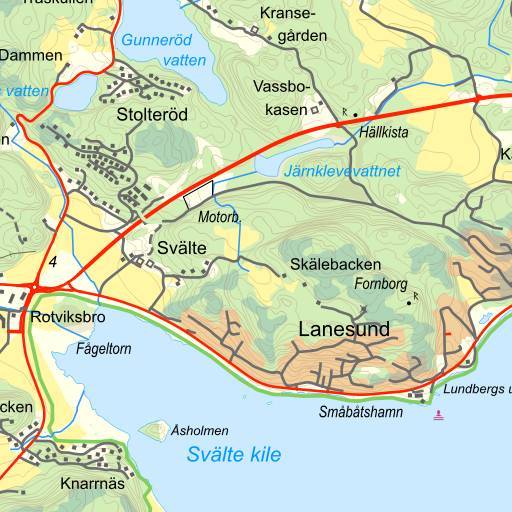 Kranse-
gården
Gunneröd
vatten
Dammen
vatten
Vassbo-
kasen
Stolteröd
R
Hällkista
Järnklevevattnet
Motorb.
Svälte
Skälebacken
Fornborg
R
4
Rotviksbro
Lanesund
Fågeltorn
Lundbergs u
Småbåtshamn
cken
Åsholmen
Svälte kile
Knarrnäs